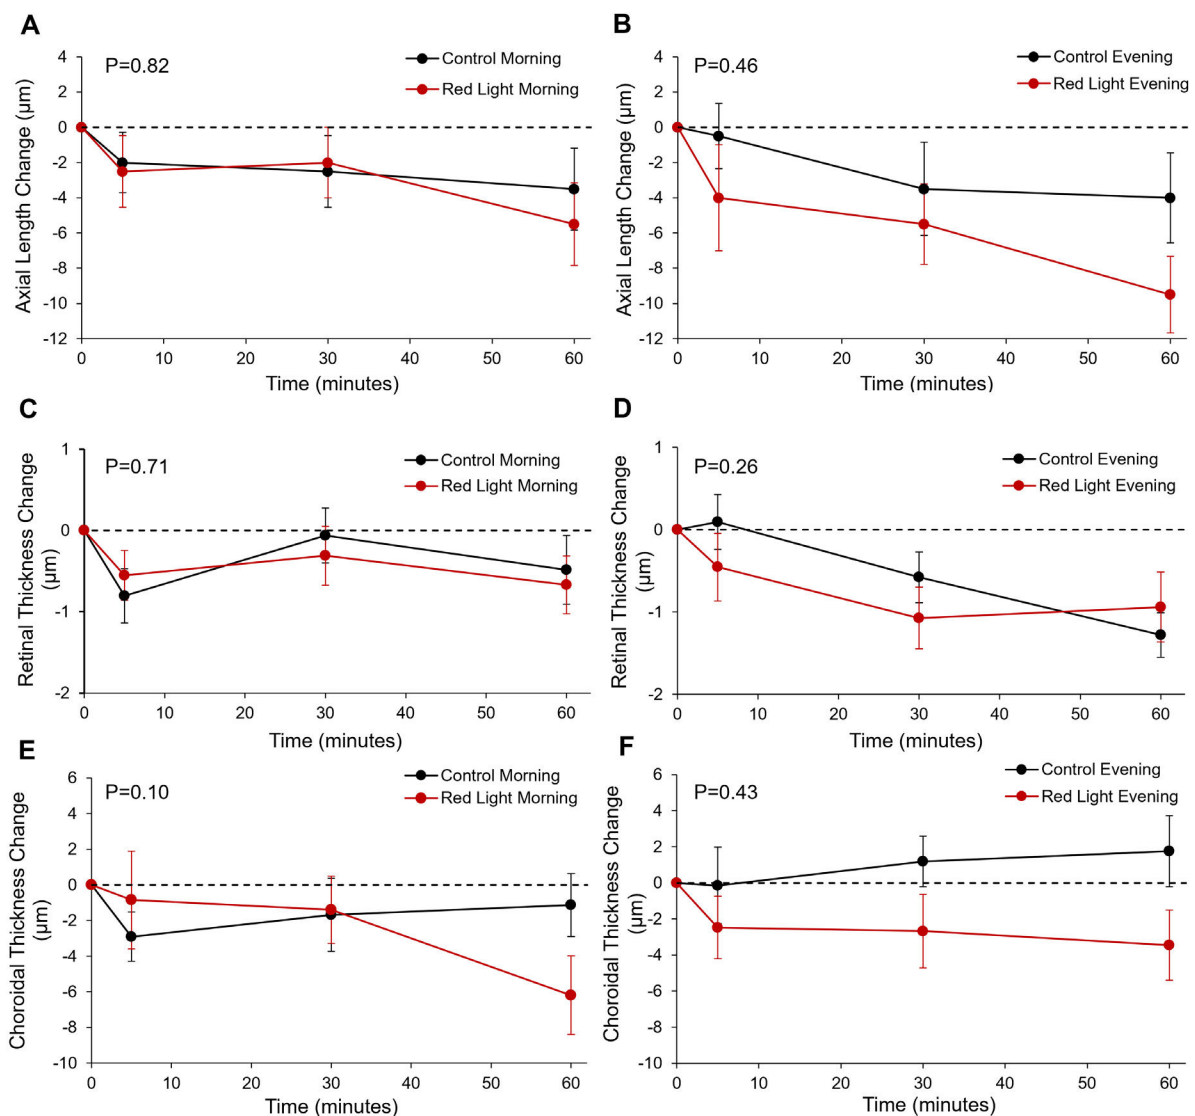 A
P=0.82
Control Morning
Red Light Morning
Axial Length Change (µm)
4
2
0
-2
-4
-6
-8
-10
-12
0
10
20
30
40
50
60
Time (minutes)
B
P=0.46
Control Evening
Red Light Evening
Axial Length Change (µm)
4
2
0
-2
-4
-6
-8
-10
-12
0
10
20
30
40
50
60
Time (minutes)
C
P=0.71
Control Morning
Red Light Morning
Retinal Thickness Change
(µm)
1
0
-1
-2
0
10
20
30
40
50
60
Time (minutes)
D
P=0.26
Control Evening
Red Light Evening
Retinal Thickness Change
(µm)
1
0
-1
-2
0
10
20
30
40
50
60
Time (minutes)
E
P=0.10
Control Morning
Red Light Morning
Choroidal Thickness Change
(µm)
6
4
2
0
-2
-4
-6
-8
-10
0
10
20
30
40
50
60
Time (minutes)
F
P=0.43
Control Evening
Red Light Evening
Choroidal Thickness Change
(µm)
6
4
2
0
-2
-4
-6
-8
-10
0
10
20
30
40
50
60
Time (minutes)